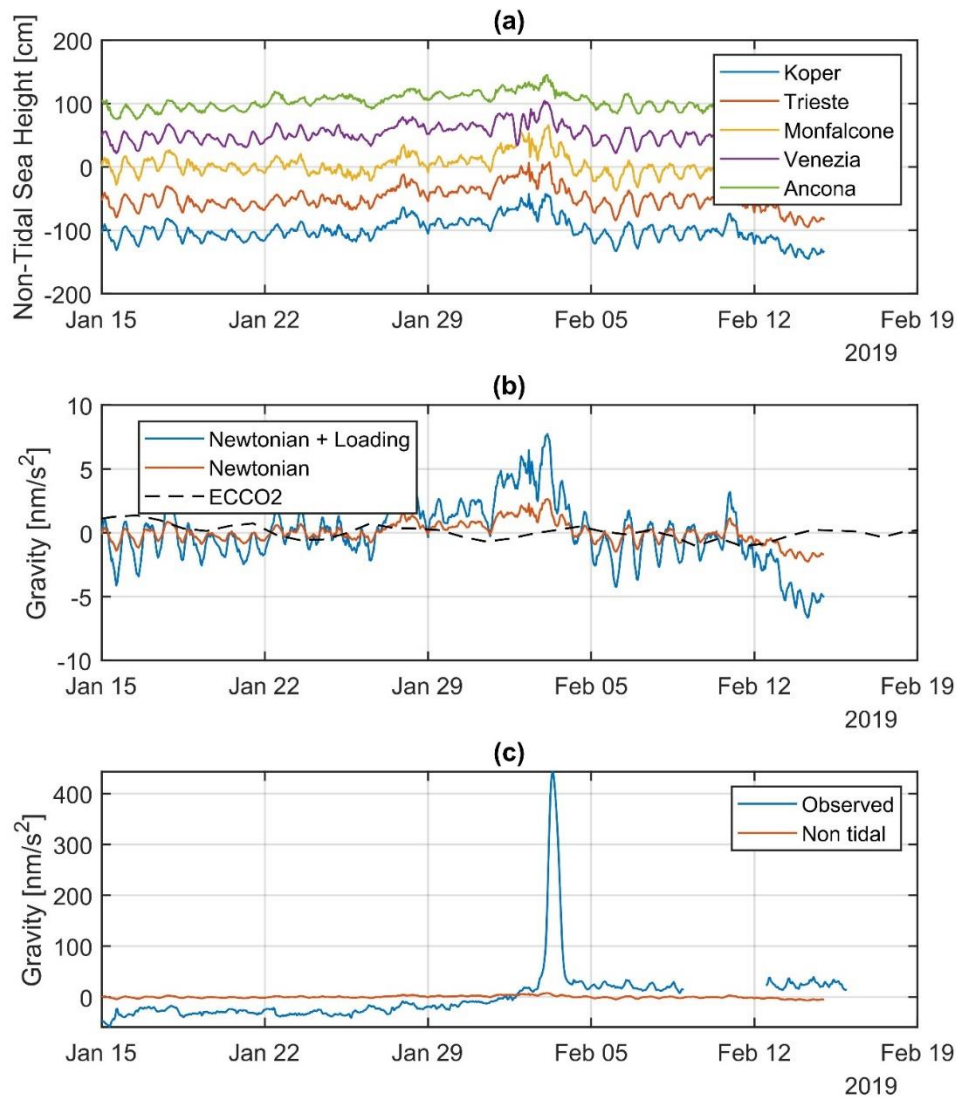 (a)
Non-Tidal Sea Height [cm]
200
100
0
-100
-200
Koper
Trieste
Monfalcone
Venezia
Ancona
Jan 15 Jan 22 Jan 29 Feb 05 Feb 12 Feb 19
2019
(b)
Gravity [nm/s²]
10
5
0
-5
-10
Newtonian + Loading
Newtonian
ECCO2
Jan 15 Jan 22 Jan 29 Feb 05 Feb 12 Feb 19
2019
(c)
Gravity [nm/s²]
400
300
200
100
0
Observed
Non tidal
Jan 15 Jan 22 Jan 29 Feb 05 Feb 12 Feb 19
2019